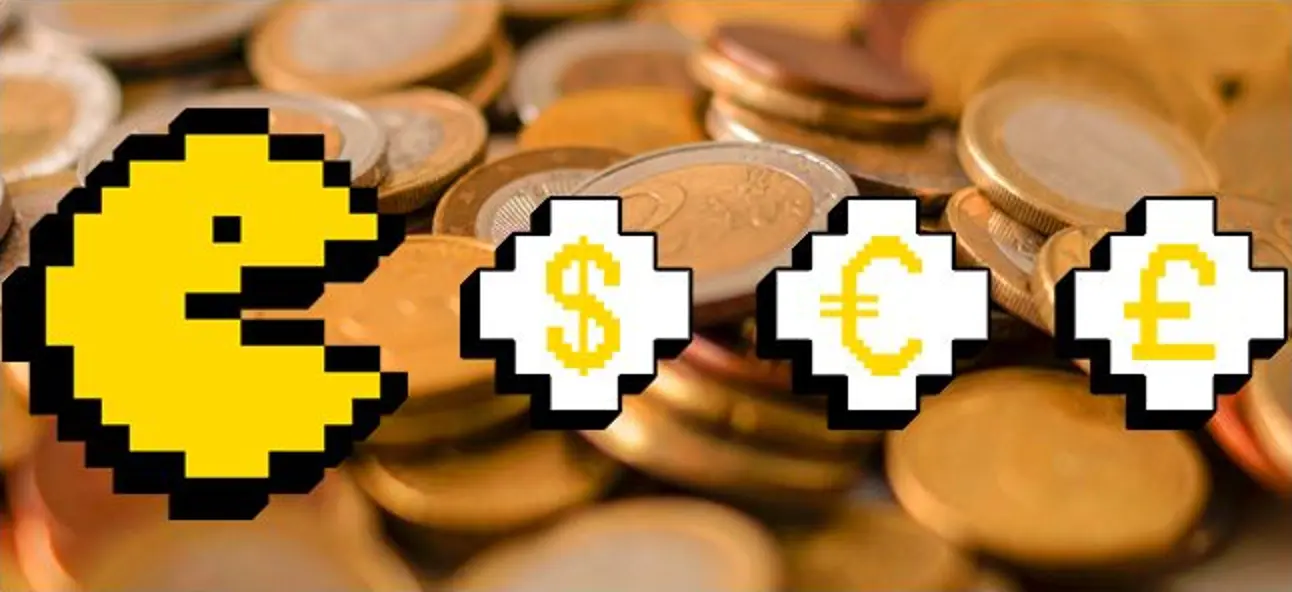 $ € £